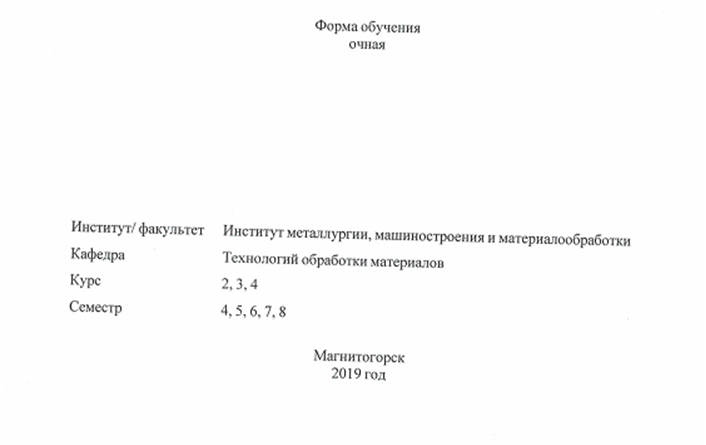 Форма обучения
очная
Институт/ факультет Институт металлургии, машиностроения и материалообработки
Кафедра Технологий обработки материалов
Курс 2, 3, 4
Семестр 4, 5, 6, 7, 8
Магнитогорск
2019 год